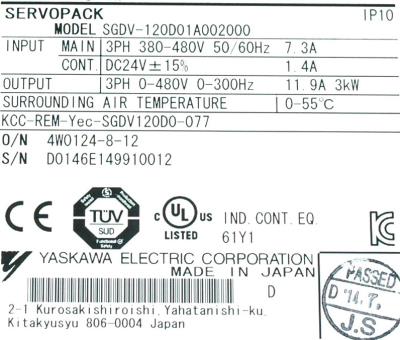 SERVOPACK IP10
MODEL SGDV-120D01A002000
INPUT MAIN 3PH 380-480V 50/60Hz 7.3A
CONT. DC24V±15% 1.4A
OUTPUT 3PH 0-480V 0-300Hz 11.9A 3kW
SURROUNDING AIR TEMPERATURE 0-55℃
KCC-REM-Yec-SGDV120D0-077
O/N 4W0124-8-12
S/N D0146E149910012
CE
TÜV
SUD
Functional Safety
C UL US
LISTED
IND. CONT. EQ.
61Y1
YASKAWA ELECTRIC CORPORATION
MADE IN JAPAN
D
2-1 Kurosakishiroishi, Yahatanishi-ku,
Kitakyusyu 806-0004 Japan
PASSED
D '14.7.
J.S